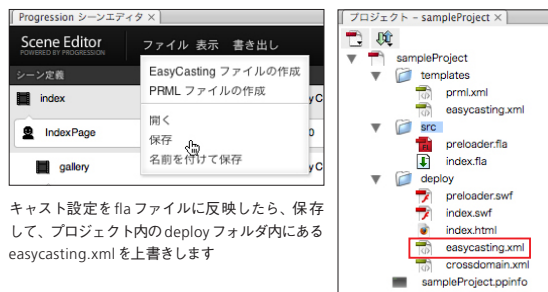 Progression シーンエディタ ×
Scene Editor
POWERED BY PROGRESSION
ファイル 表示 書き出し
シーン定義
EasyCasting ファイルの作成
PRML ファイルの作成
index
開く
IndexPage
保存
gallery
名前を付けて保存
キャスト設定を fla ファイルに反映したら、保存
して、プロジェクト内の deploy フォルダ内にある
easycasting.xml を上書きします
プロジェクト - sampleProject ×
sampleProject
templates
prml.xml
easycasting.xml
src
preloader.fla
index.fla
deploy
preloader.swf
index.swf
index.html
easycasting.xml
crossdomain.xml
sampleProject.ppinfo